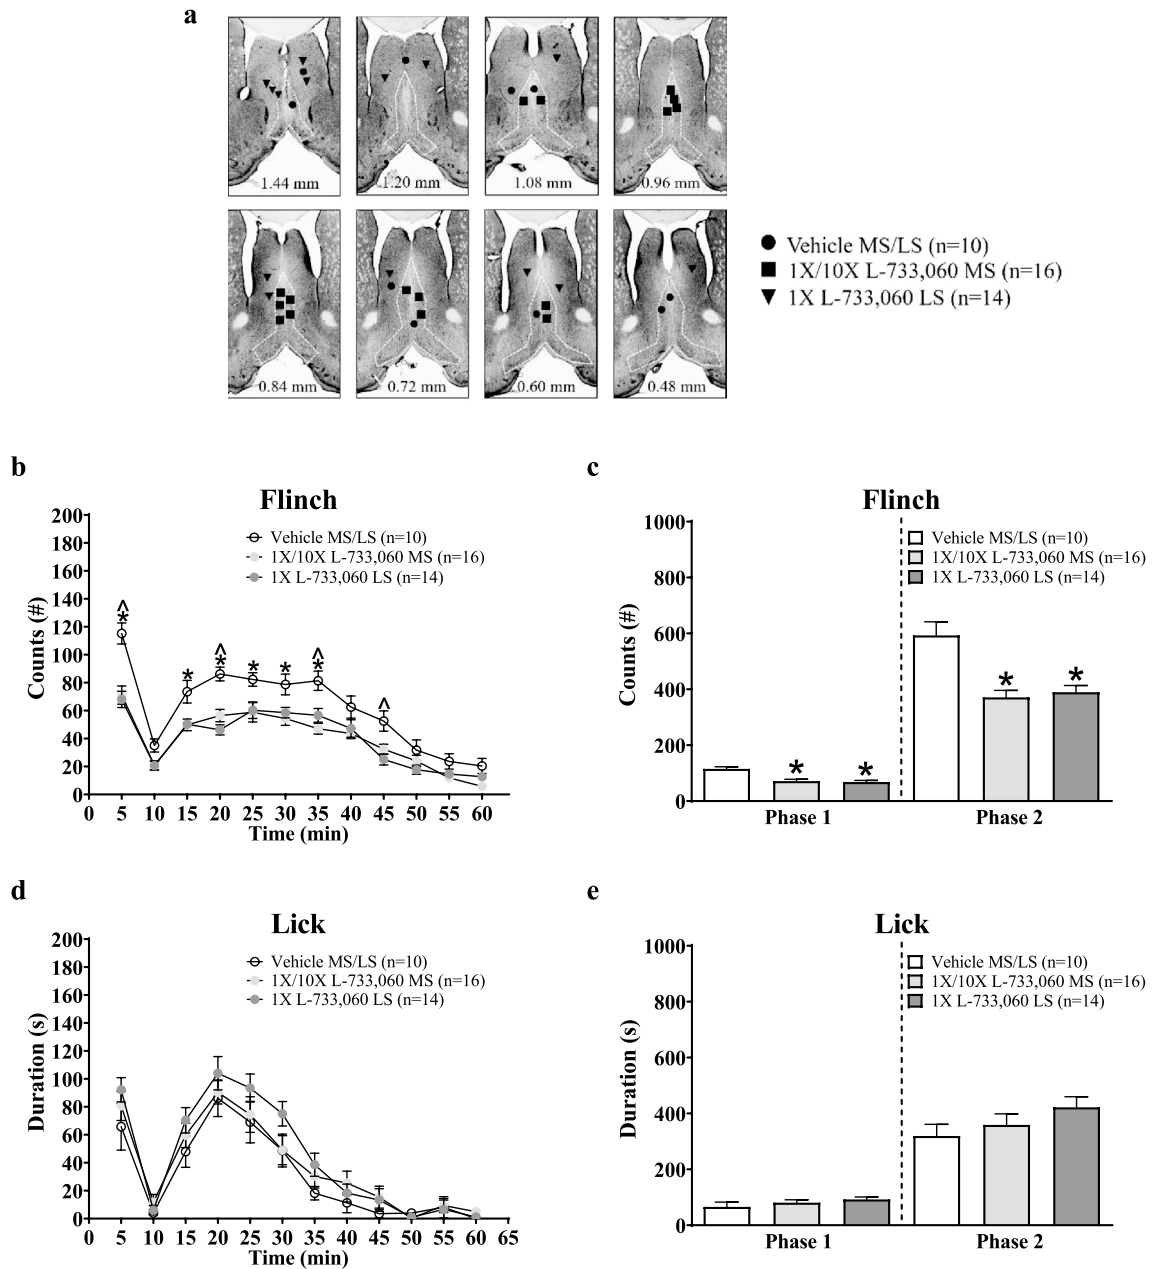 a
1.44 mm
1.20 mm
1.08 mm
0.96 mm
0.84 mm
0.72 mm
0.60 mm
0.48 mm
Vehicle MS/LS (n=10)
1X/10X L-733,060 MS (n=16)
1X L-733,060 LS (n=14)
b
Flinch
Counts (#)
200
180
160
140
120
100
80
60
40
20
0
Vehicle MS/LS (n=10)
1X/10X L-733,060 MS (n=16)
1X L-733,060 LS (n=14)
^
*
*
^
*
*
*
^
*
^
0 5 10 15 20 25 30 35 40 45 50 55 60
Time (min)
c
Flinch
Counts (#)
1000
800
600
400
200
0
Vehicle MS/LS (n=10)
1X/10X L-733,060 MS (n=16)
1X L-733,060 LS (n=14)
* *
* *
Phase 1 Phase 2
d
Lick
Duration (s)
200
180
160
140
120
100
80
60
40
20
0
Vehicle MS/LS (n=10)
1X/10X L-733,060 MS (n=16)
1X L-733,060 LS (n=14)
0 5 10 15 20 25 30 35 40 45 50 55 60 65
Time (min)
e
Lick
Duration (s)
1000
800
600
400
200
0
Vehicle MS/LS (n=10)
1X/10X L-733,060 MS (n=16)
1X L-733,060 LS (n=14)
Phase 1 Phase 2